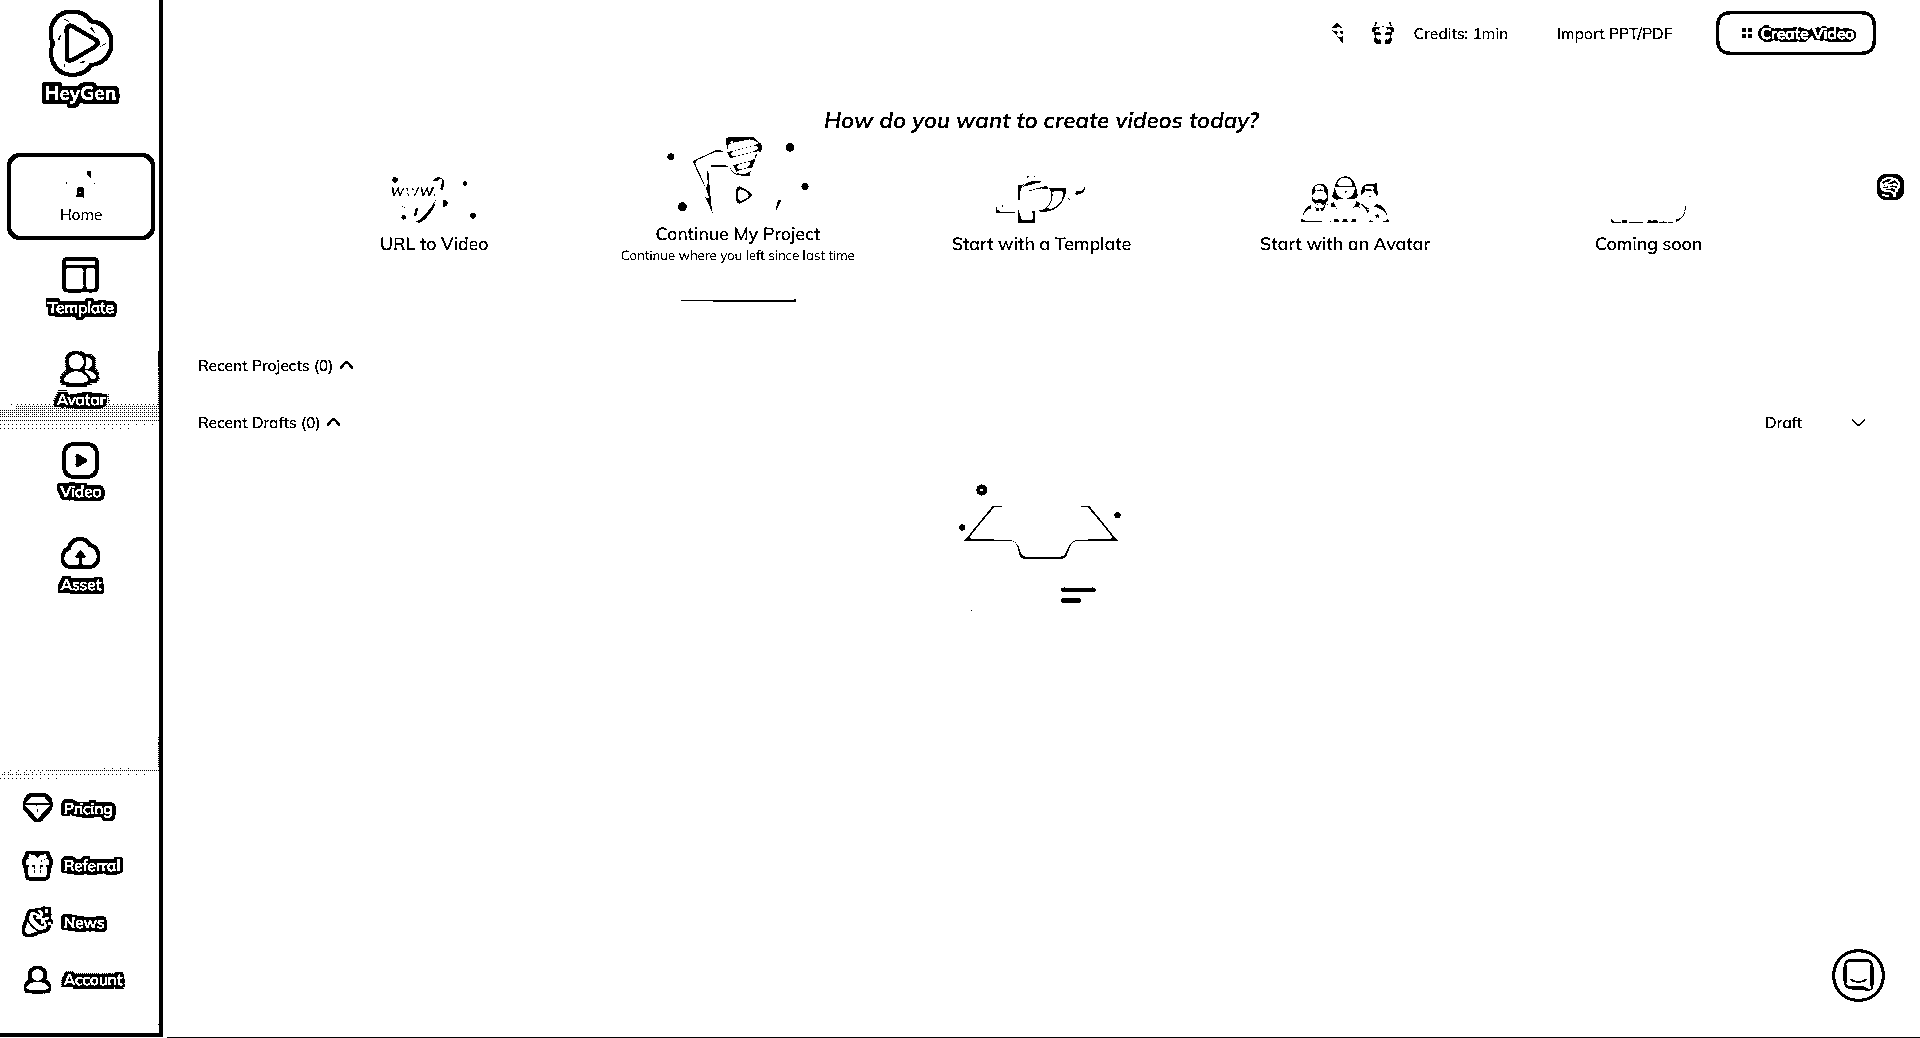 HeyGen
Home
Template
Avatar
Video
Asset
Pricing
Referral
News
Account
Credits: 1min
Import PPT/PDF
Create Video
How do you want to create videos today?
www.
URL to Video
Continue My Project
Continue where you left since last time
Start with a Template
Start with an Avatar
Coming soon
Recent Projects (0)
Recent Drafts (0)
Draft